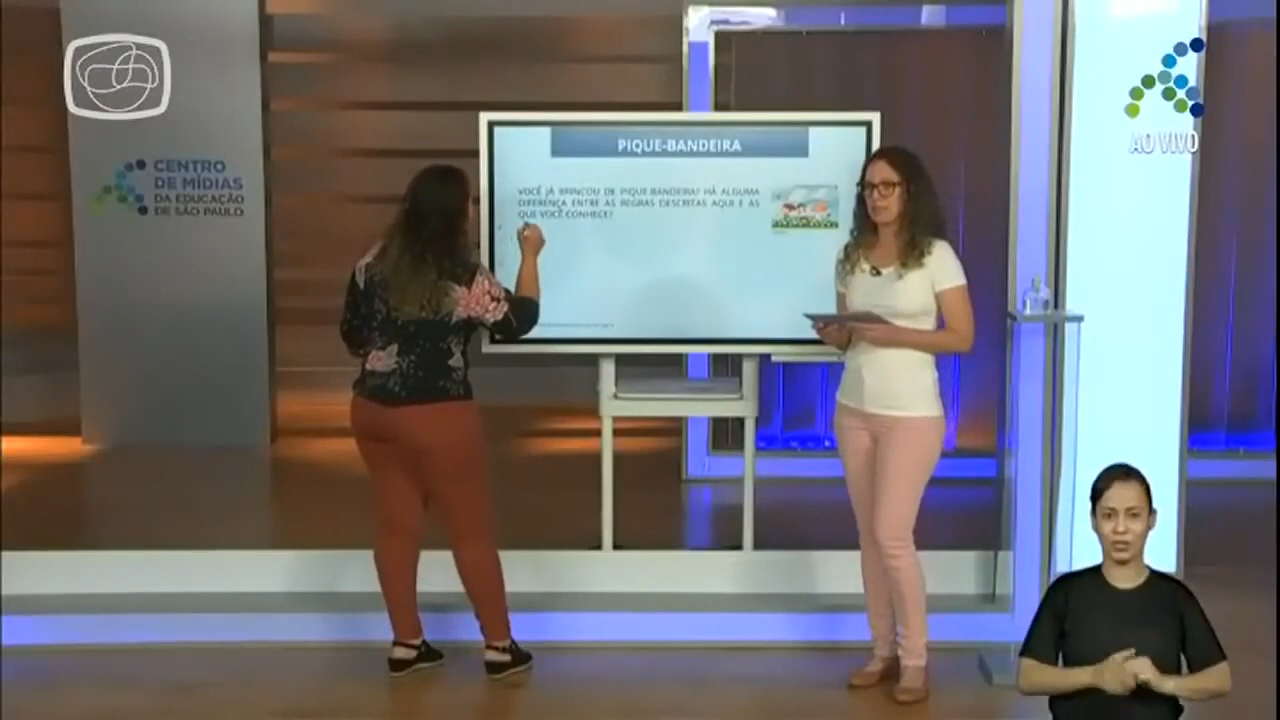 AO VIVO
CENTRO
DE MÍDIAS
DA EDUCAÇÃO
DE SÃO PAULO
PIQUE-BANDEIRA
VOCÊ JÁ BRINCOU DE PIQUE-BANDEIRA? HÁ ALGUMA
DIFERENÇA ENTRE AS REGRAS DESCRITAS AQUI E AS
QUE VOCÊ CONHECE?